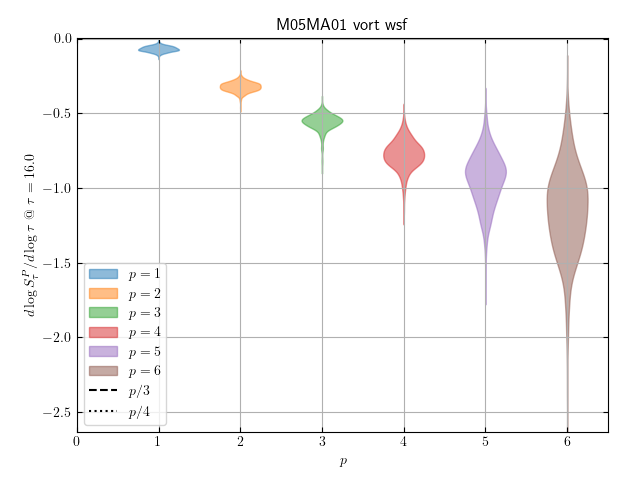 M05MA01 vort wsf
0.0
−0.5
−1.0
−1.5
−2.0
−2.5
d log S_τ^P / d log τ @ τ = 16.0
p = 1
p = 2
p = 3
p = 4
p = 5
p = 6
p/3
p/4
0 1 2 3 4 5 6
p